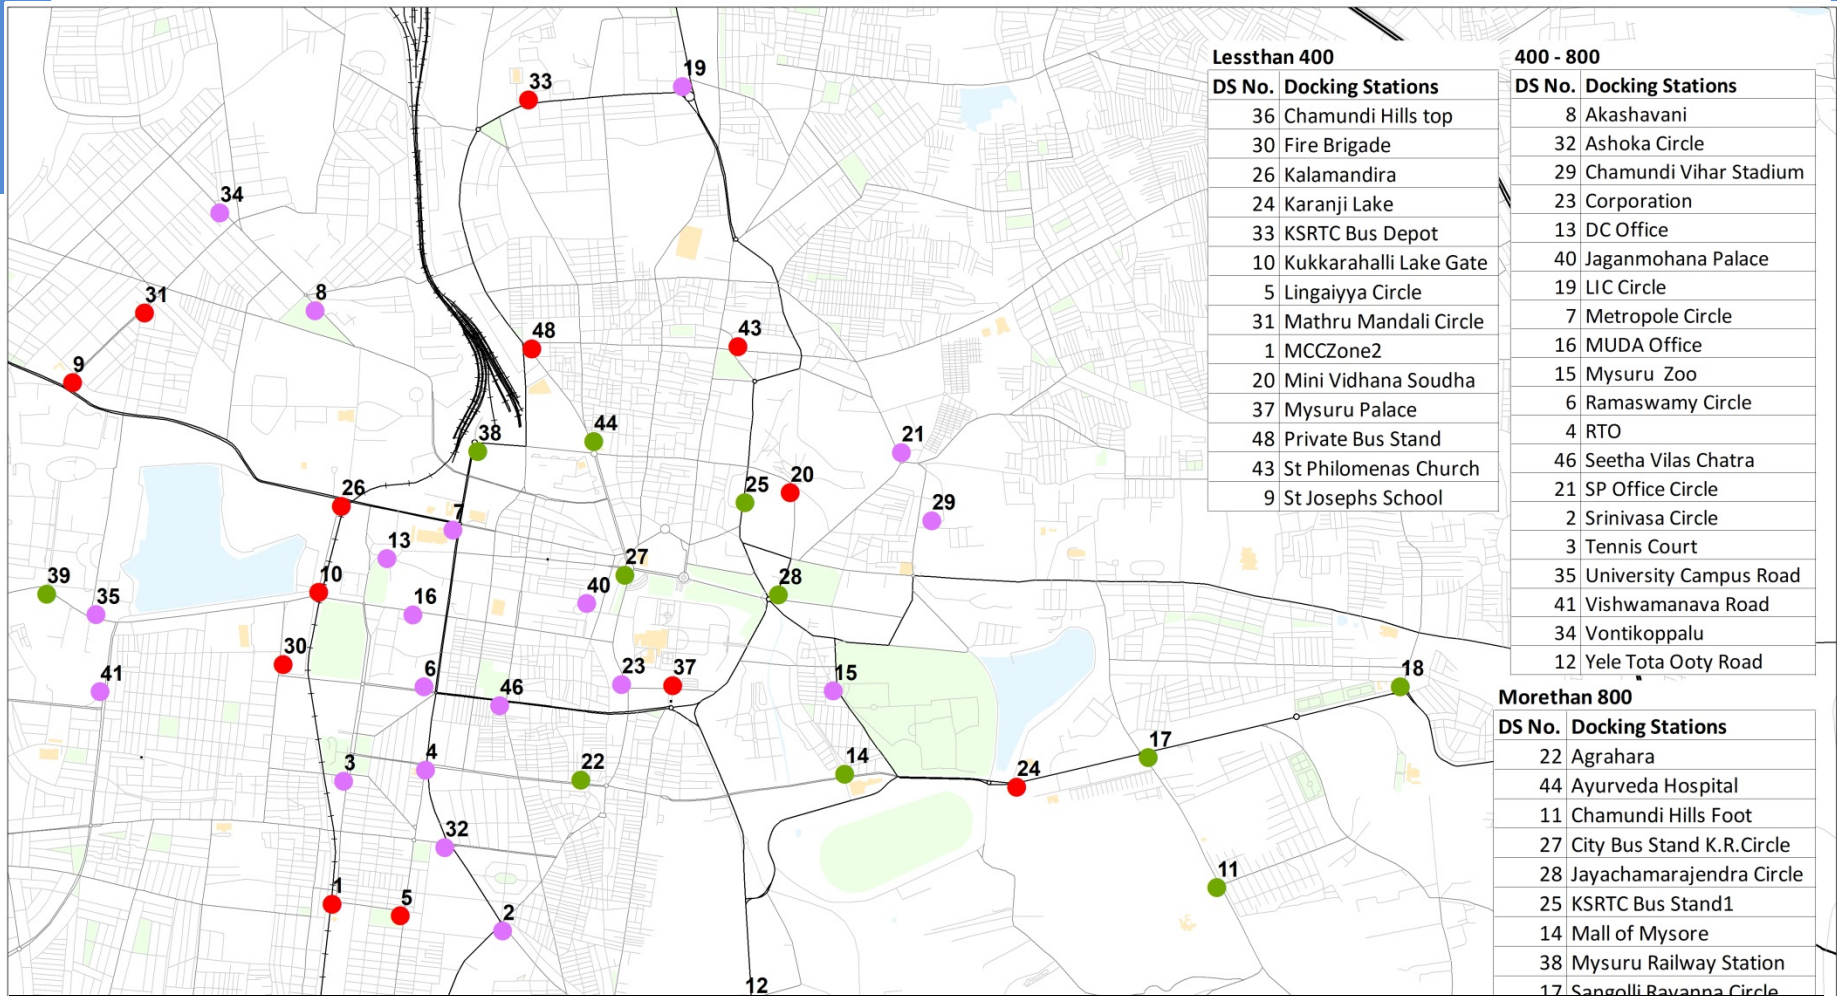 33
19
34
8
31
48
43
9
44
38
21
20
25
26
29
7
13
27
10
28
39
40
35
16
30
18
6
23
37
15
41
46
17
4
14
3
22
24
32
11
1
5
2
12
Lessthan 400
DS No. Docking Stations
36 Chamundi Hills top
30 Fire Brigade
26 Kalamandira
24 Karanji Lake
33 KSRTC Bus Depot
10 Kukkarahalli Lake Gate
5 Lingaiyya Circle
31 Mathru Mandali Circle
1 MCCZone2
20 Mini Vidhana Soudha
37 Mysuru Palace
48 Private Bus Stand
43 St Philomenas Church
9 St Josephs School
400 - 800
DS No. Docking Stations
8 Akashavani
32 Ashoka Circle
29 Chamundi Vihar Stadium
23 Corporation
13 DC Office
40 Jaganmohana Palace
19 LIC Circle
7 Metropole Circle
16 MUDA Office
15 Mysuru Zoo
6 Ramaswamy Circle
4 RTO
46 Seetha Vilas Chatra
21 SP Office Circle
2 Srinivasa Circle
3 Tennis Court
35 University Campus Road
41 Vishwamanava Road
34 Vontikoppalu
12 Yele Tota Ooty Road
Morethan 800
DS No. Docking Stations
22 Agrahara
44 Ayurveda Hospital
11 Chamundi Hills Foot
27 City Bus Stand K.R.Circle
28 Jayachamarajendra Circle
25 KSRTC Bus Stand1
14 Mall of Mysore
38 Mysuru Railway Station
17 Sangolli Rayanna Circle